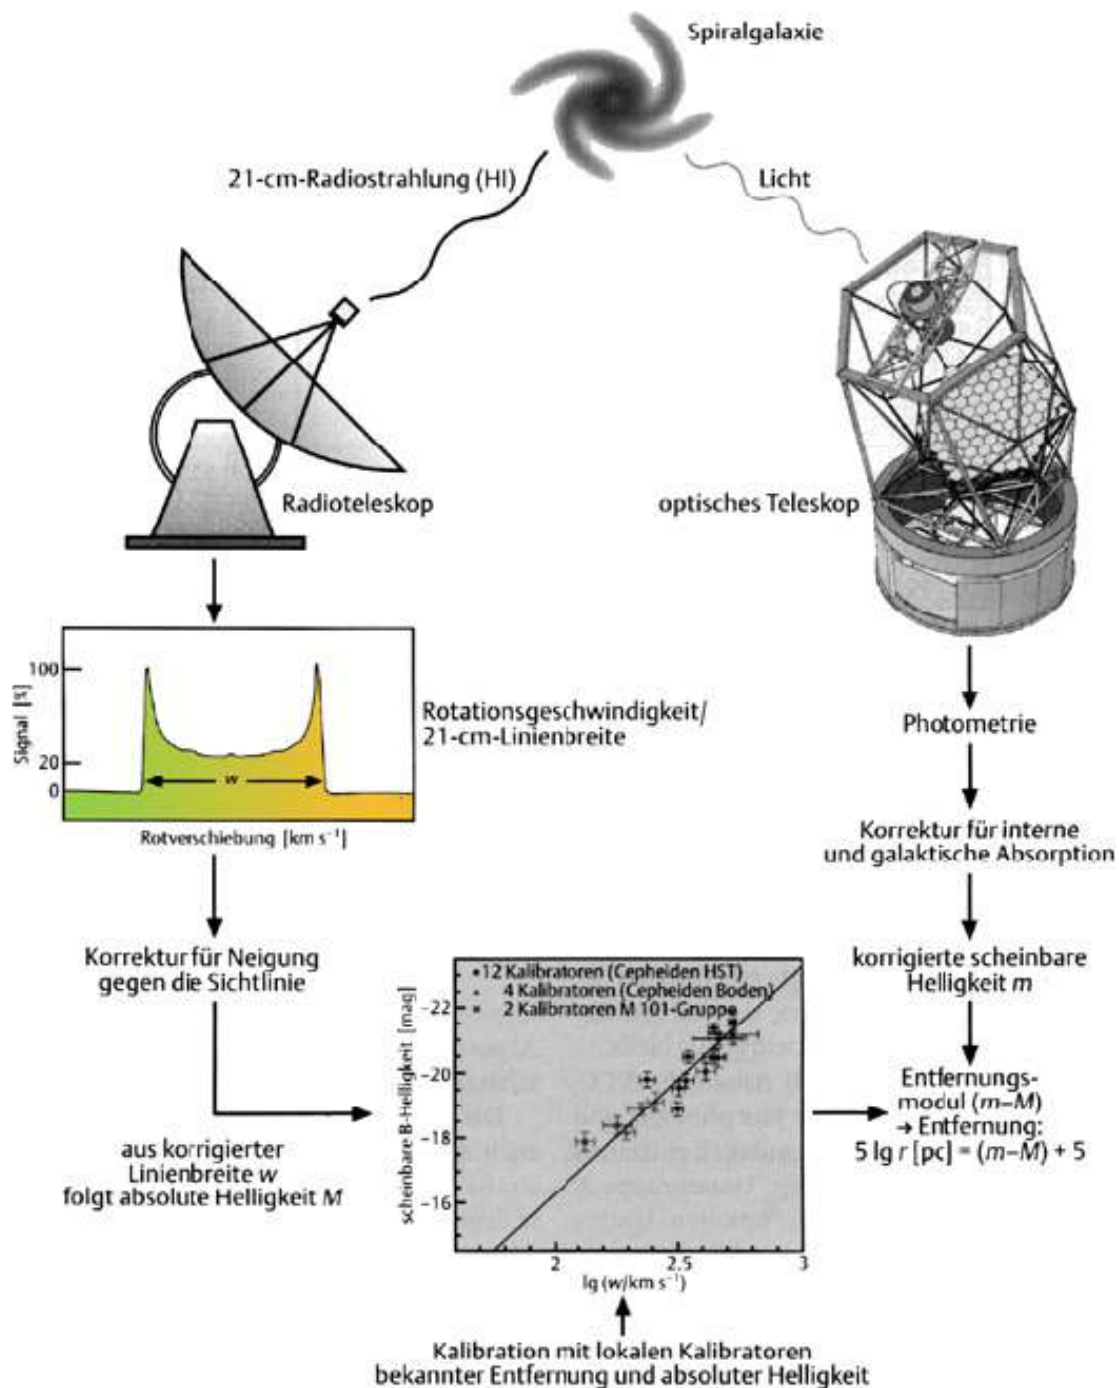 Spiralgalaxie
21-cm-Radiostrahlung (HI)
Licht
Radioteleskop
optisches Teleskop
Signal [%]
100
20
0
w
Rotverschiebung [km s⁻¹]
Rotationsgeschwindigkeit/
21-cm-Linienbreite
Photometrie
Korrektur für interne
und galaktische Absorption
Korrektur für Neigung
gegen die Sichtlinie
korrigierte scheinbare
Helligkeit m
aus korrigierter
Linienbreite w
folgt absolute Helligkeit M
scheinbare B-Helligkeit [mag]
12 Kalibratoren (Cepheiden HST)
4 Kalibratoren (Cepheiden Boden)
2 Kalibratoren M 101-Gruppe
-22
-20
-18
-16
2
2.5
3
lg (w/km s⁻¹)
Entfernungs-
modul (m–M)
→ Entfernung:
5 lg r [pc] = (m–M) + 5
Kalibration mit lokalen Kalibratoren
bekannter Entfernung und absoluter Helligkeit